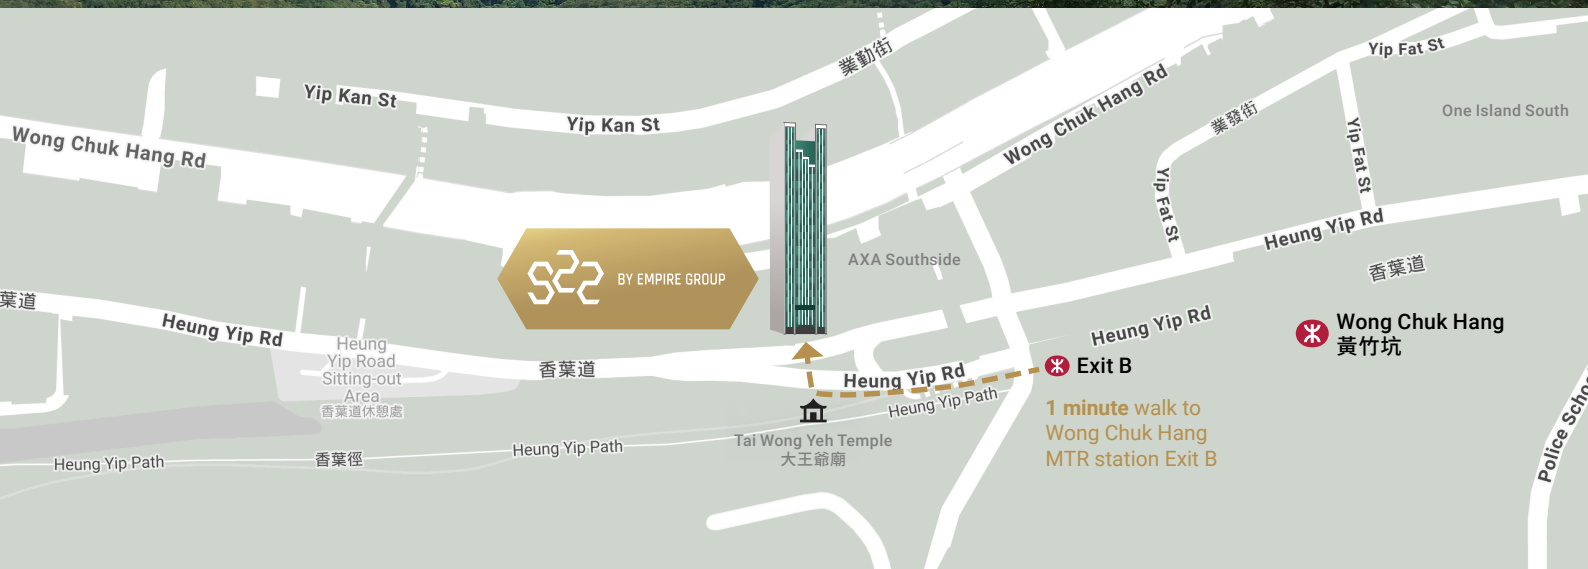 業勤街
Yip Fat St
Yip Kan St
Yip Kan St
Wong Chuk Hang Rd
業發街
One Island South
Wong Chuk Hang Rd
Yip Fat St
Yip Fat St
Heung Yip Rd
AXA Southside
香葉道
S22 BY EMPIRE GROUP
葉道
Heung Yip Rd
Heung Yip Rd
Wong Chuk Hang
黃竹坑
Heung
Yip Road
Sitting-out
Area
香葉道休憩處
香葉道
Heung Yip Rd
Exit B
Heung Yip Path
1 minute walk to
Wong Chuk Hang
MTR station Exit B
Tai Wong Yeh Temple
大王爺廟
Heung Yip Path
香葉徑
Heung Yip Path
Police Schoo